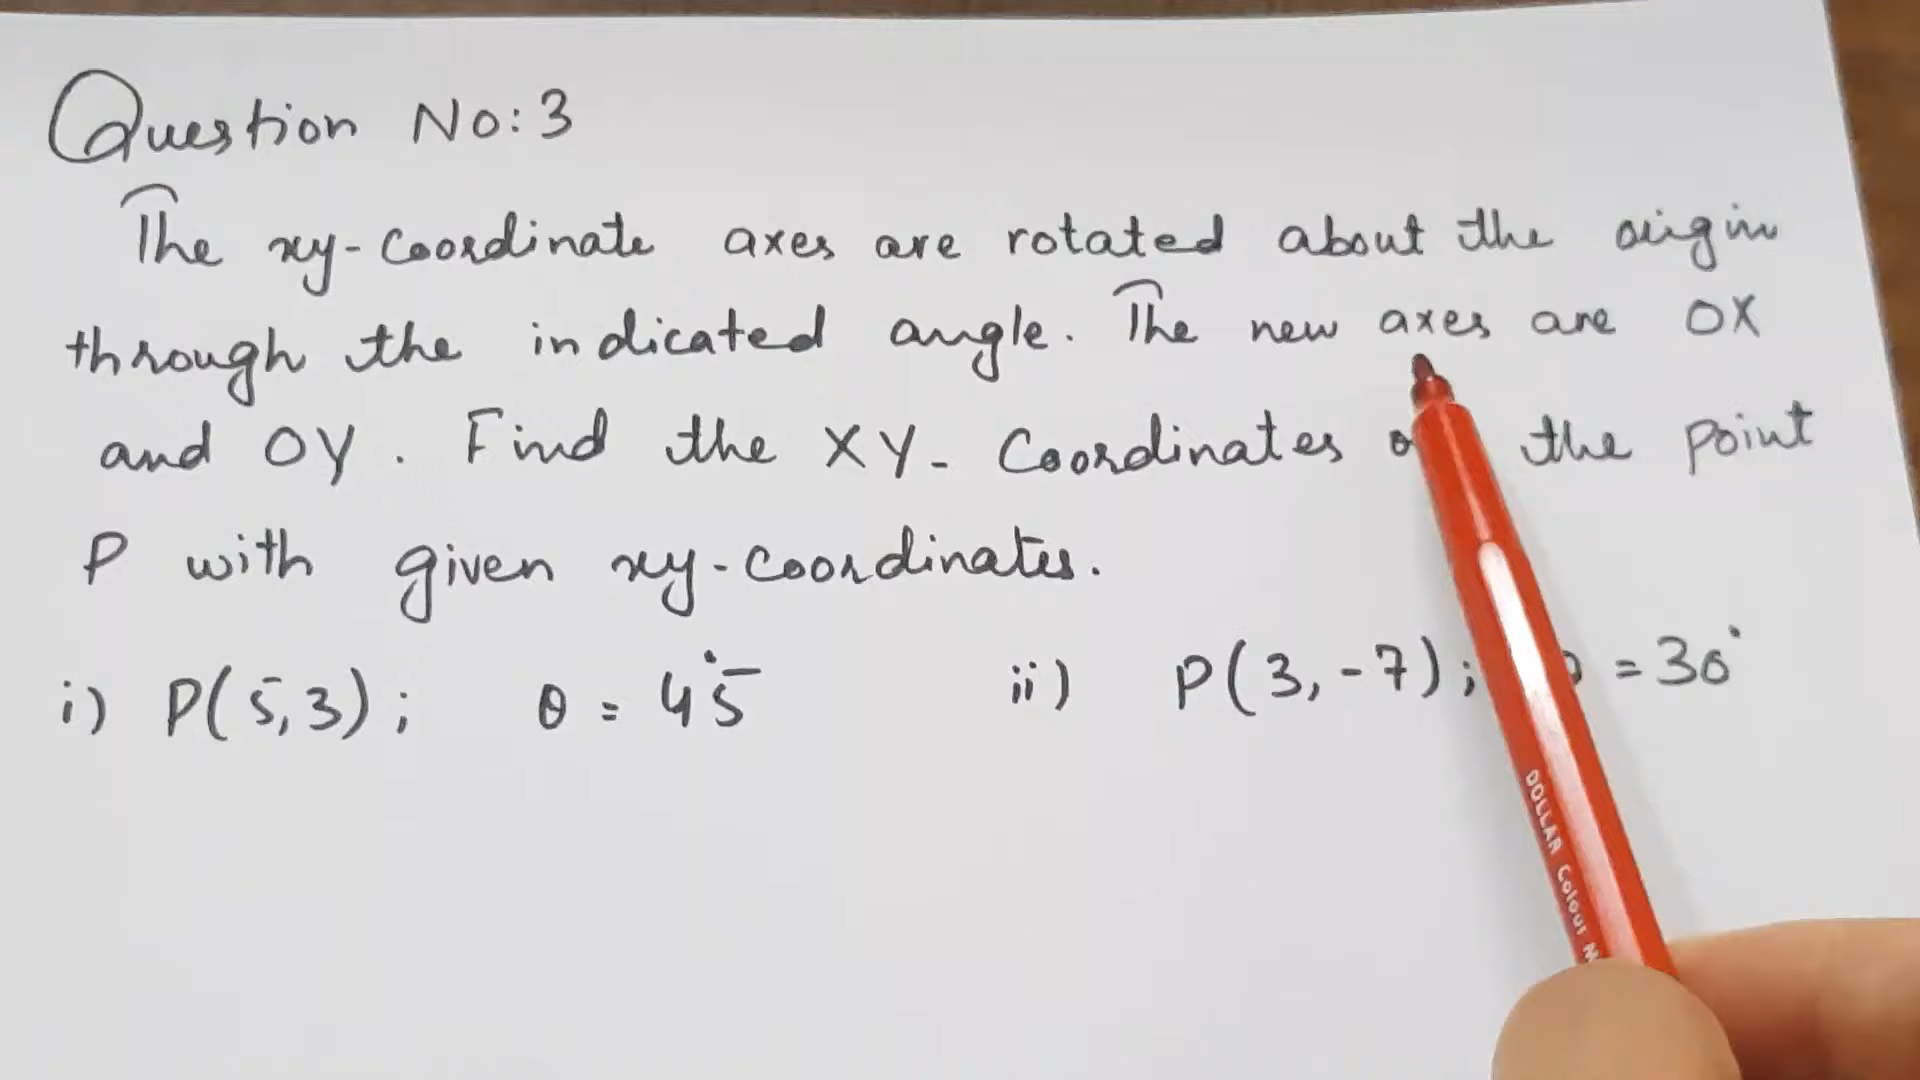 Question No: 3
The xy-coordinate axes are rotated about the origin
through the indicated angle. The new axes are OX
and OY. Find the XY-Coordinates the point
P with given xy-coordinates.
i) P(5,3); θ = 45° ii) P(3,-7); = 30°
DOLLAR Colour